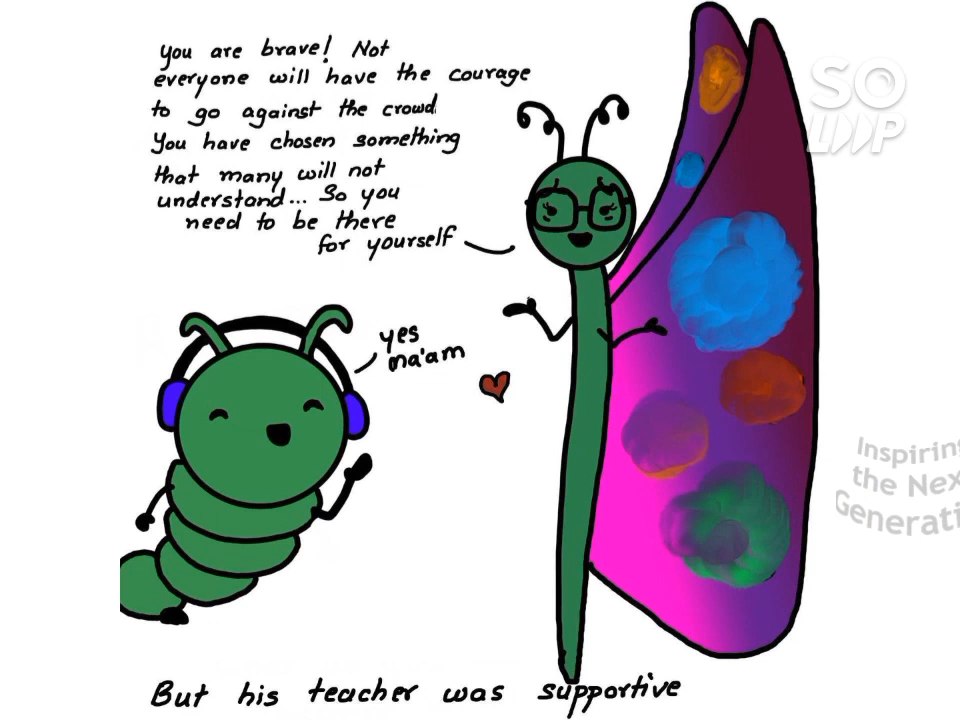 you are brave! Not
everyone will have the courage
to go against the crowd
You have chosen something
that many will not
understand... So you
need to be there
for yourself
yes
ma'am
But his teacher was supportive
SO
UP
Inspiring
the Nex
Generati